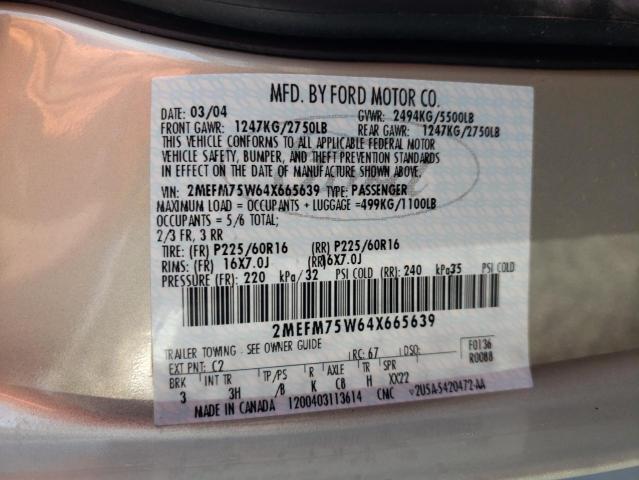 MFD. BY FORD MOTOR CO.
DATE: 03/04 GVWR: 2494KG/5500LB
FRONT GAWR: 1247KG/2750LB REAR GAWR: 1247KG/2750LB
THIS VEHICLE CONFORMS TO ALL APPLICABLE FEDERAL MOTOR
VEHICLE SAFETY, BUMPER, AND THEFT PREVENTION STANDARDS
IN EFFECT ON THE DATE OF MANUFACTURE SHOWN ABOVE.
VIN: 2MEFM75W64X665639 TYPE: PASSENGER
MAXIMUM LOAD = OCCUPANTS + LUGGAGE =499KG/1100LB
OCCUPANTS = 5/6 TOTAL;
2/3 FR, 3 RR
TIRE: (FR) P225/60R16 (RR) P225/60R16
RIMS: (FR) 16X7.0J (RR)16X7.0J
PRESSURE (FR): 220 kPa/32 PSI COLD (RR): 240 kPa35 PSI COLD
2MEFM75W64X665639
TRAILER TOWING - SEE OWNER GUIDE
EXT PNT: C2 RC: 67 DSO: F0136
R0088
BRK INT TR TP/PS R AXLE TR SPR
3 3H /B K C8 H XX22
MADE IN CANADA 1200403113614 CMC 2U5A-5420472-AA